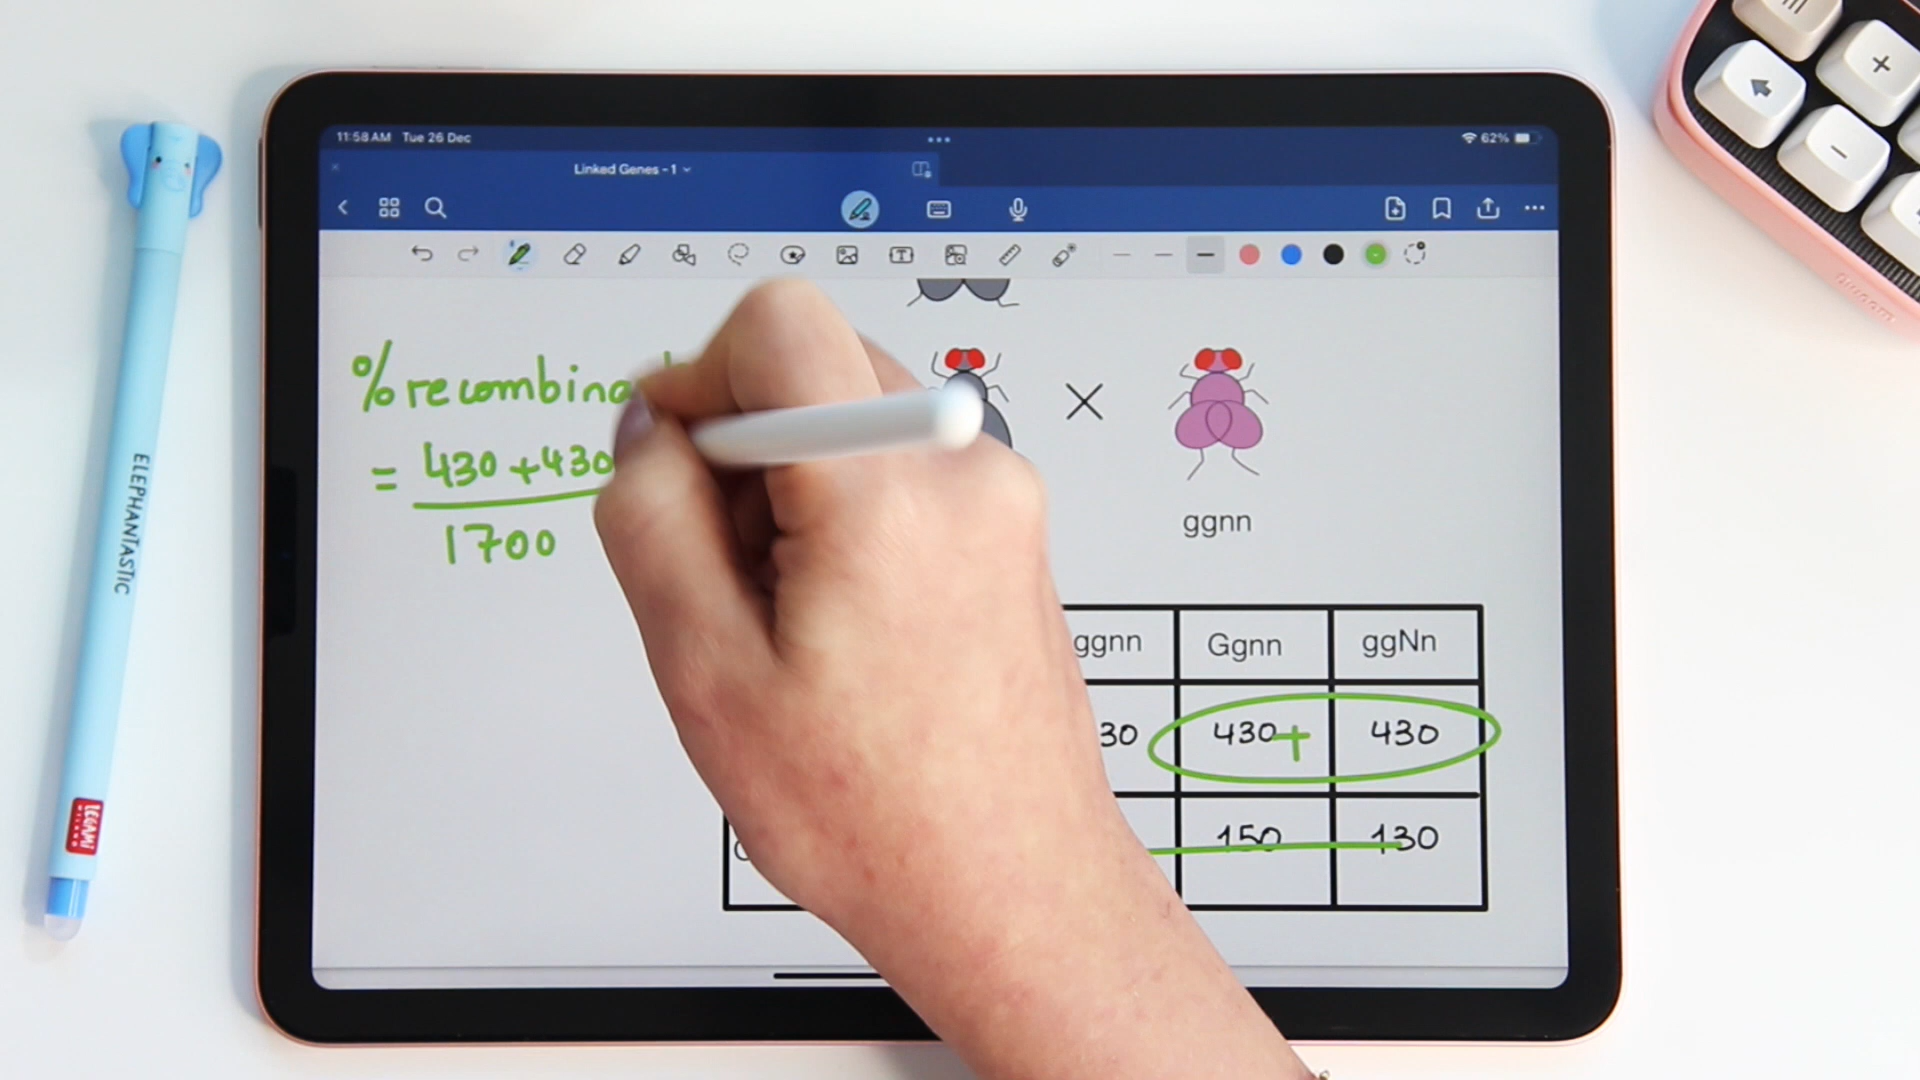 11:58 AM Tue 26 Dec
62%
Linked Genes - 1
% recombina
= 430 + 430
1700
ggnn
ggnn Ggnn ggNn
30 430 + 430
150 130
ELEPHANTASTIC
LEGAMI
MILANO